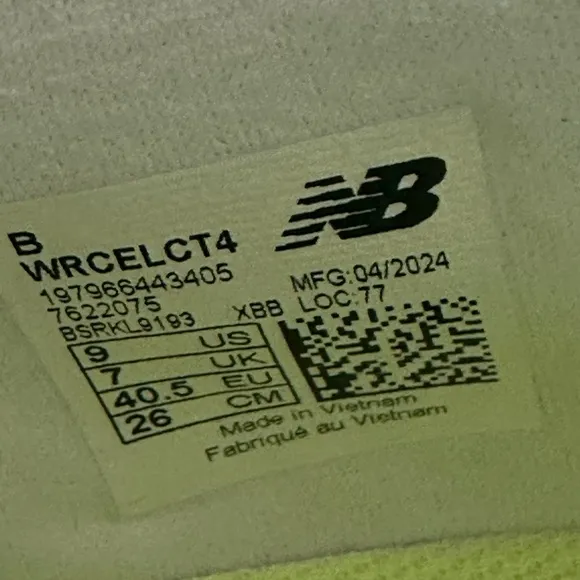 NB
B
WRCELCT4
197966443405
7622075
BSRKL9193 XBB
MFG:04/2024
LOC:77
9 US
7 UK
40.5 EU
26 CM
Made in Vietnam
Fabriqué au Vietnam